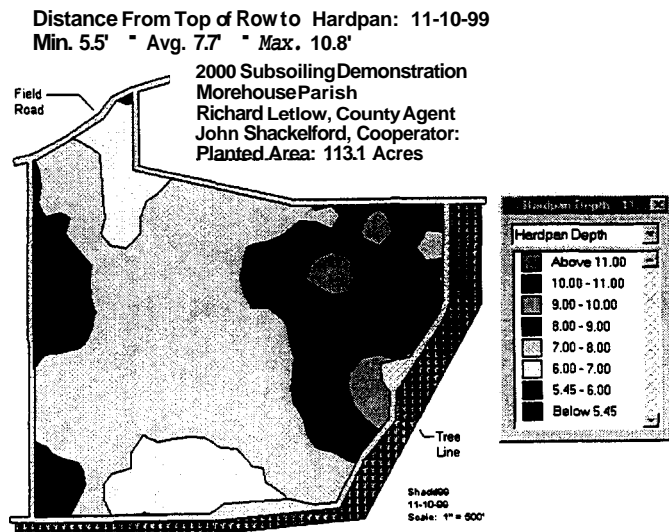 Distance From Top of Row to Hardpan: 11-10-99
Min. 5.5' " Avg. 7.7' " Max. 10.8'
2000 Subsoiling Demonstration
Morehouse Parish
Richard Letlow, County Agent
John Shackelford, Cooperator:
Planted Area: 113.1 Acres
Field
Road
Hardpan Depth
Hardpan Depth
Above 11.00
10.00 - 11.00
9.00 - 10.00
8.00 - 9.00
7.00 - 8.00
6.00 - 7.00
5.45 - 6.00
Below 5.45
Tree
Line
11-10-99
Scale: 1" = 500'